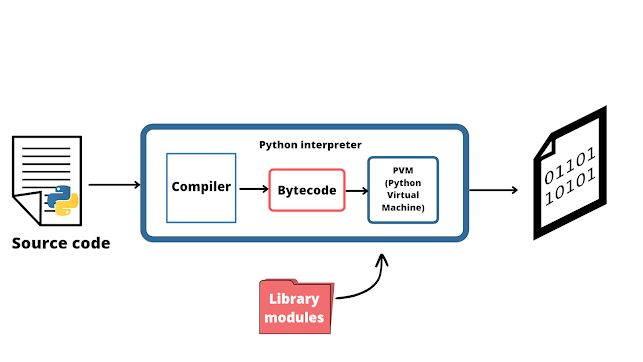 Python interpreter
Source code
Compiler
Bytecode
PVM
(Python
Virtual
Machine)
01101
10101
Library
modules